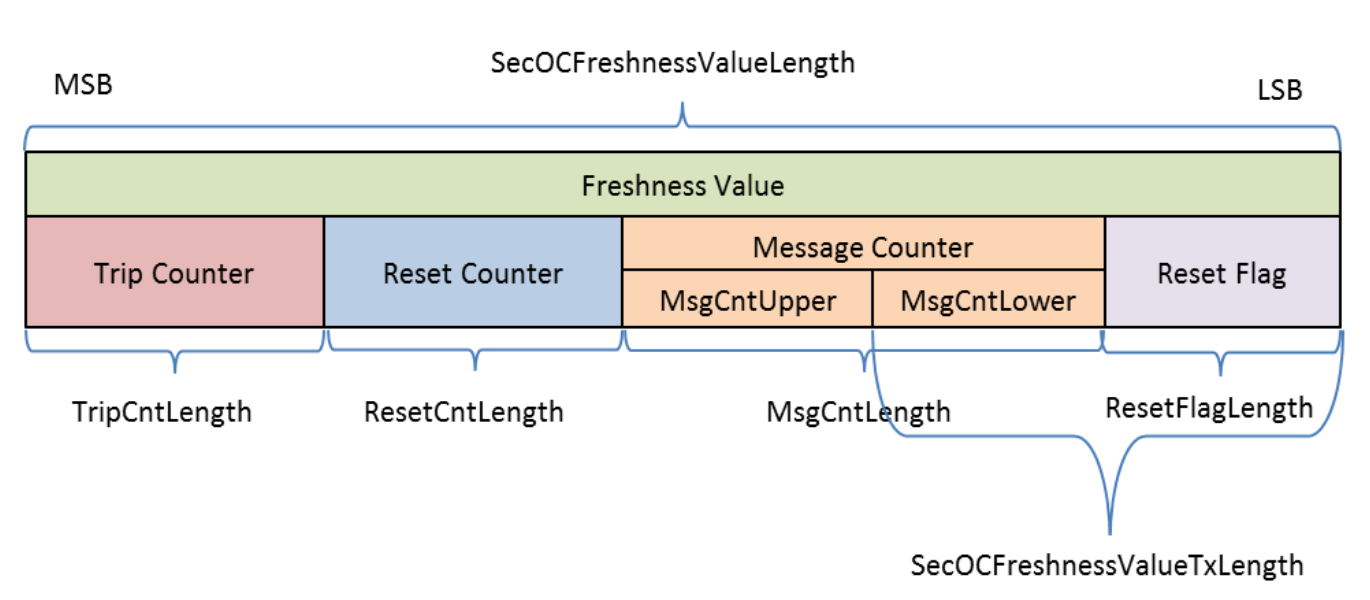 SecOCFreshnessValueLength
MSB
LSB
Freshness Value
Trip Counter
Reset Counter
Message Counter
MsgCntUpper
MsgCntLower
Reset Flag
TripCntLength
ResetCntLength
MsgCntLength
ResetFlagLength
SecOCFreshnessValueTxLength